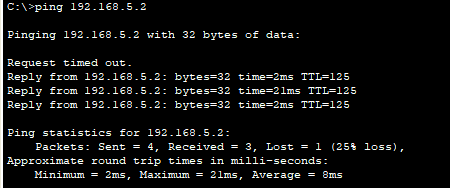 C:\>ping 192.168.5.2
Pinging 192.168.5.2 with 32 bytes of data:
Request timed out.
Reply from 192.168.5.2: bytes=32 time=2ms TTL=125
Reply from 192.168.5.2: bytes=32 time=21ms TTL=125
Reply from 192.168.5.2: bytes=32 time=2ms TTL=125
Ping statistics for 192.168.5.2:
    Packets: Sent = 4, Received = 3, Lost = 1 (25% loss),
Approximate round trip times in milli-seconds:
    Minimum = 2ms, Maximum = 21ms, Average = 8ms